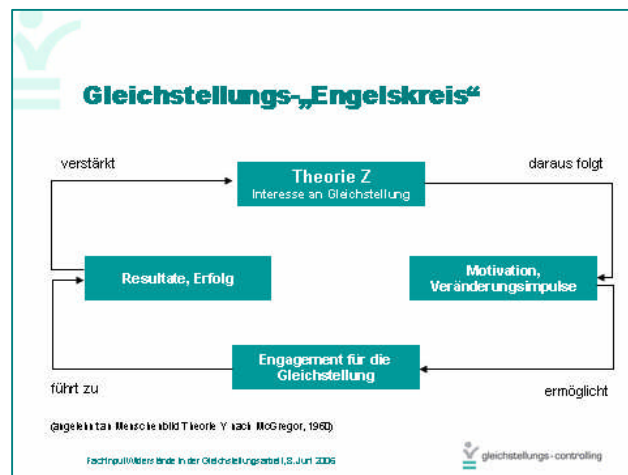 Gleichstellungs-„Engelskreis“
verstärkt
daraus folgt
Theorie Z
Interesse an Gleichstellung
Resultate, Erfolg
Motivation,
Veränderungsimpulse
Engagement für die
Gleichstellung
führt zu
ermöglicht
(angelehnt an Menschenbild Theorie Y nach McGregor, 1960)
Fachinput Widerstände in der Gleichstellungsarbeit, 8. Juni 2006
gleichstellungs-controlling